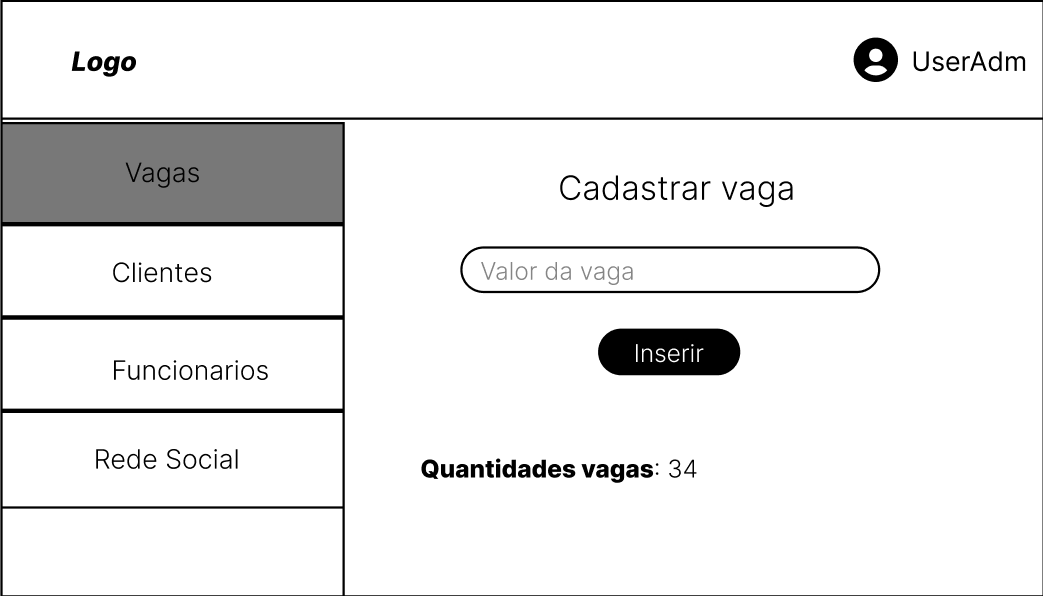 Logo
UserAdm
Vagas
Clientes
Funcionarios
Rede Social
Cadastrar vaga
Valor da vaga
Inserir
Quantidades vagas: 34